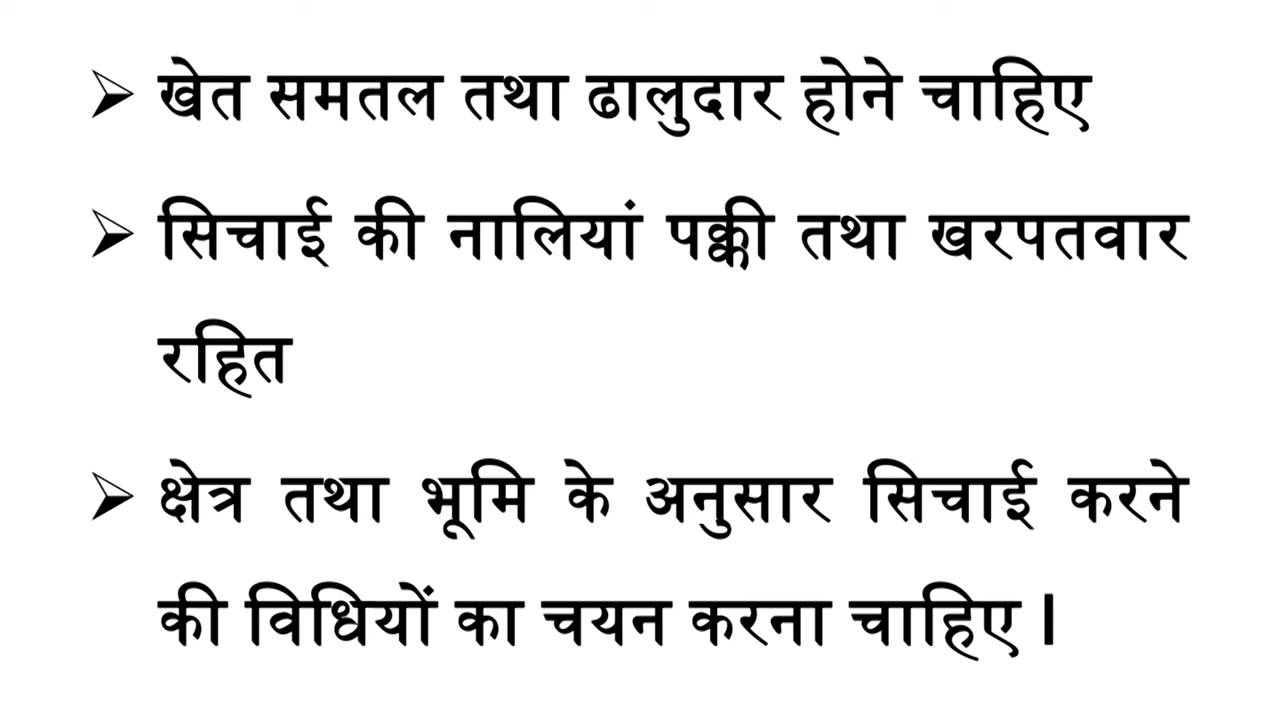 ➢ खेत समतल तथा ढालुदार होने चाहिए
➢ सिचाई की नालियां पक्की तथा खरपतवार
रहित
➢ क्षेत्र तथा भूमि के अनुसार सिचाई करने
की विधियों का चयन करना चाहिए ।